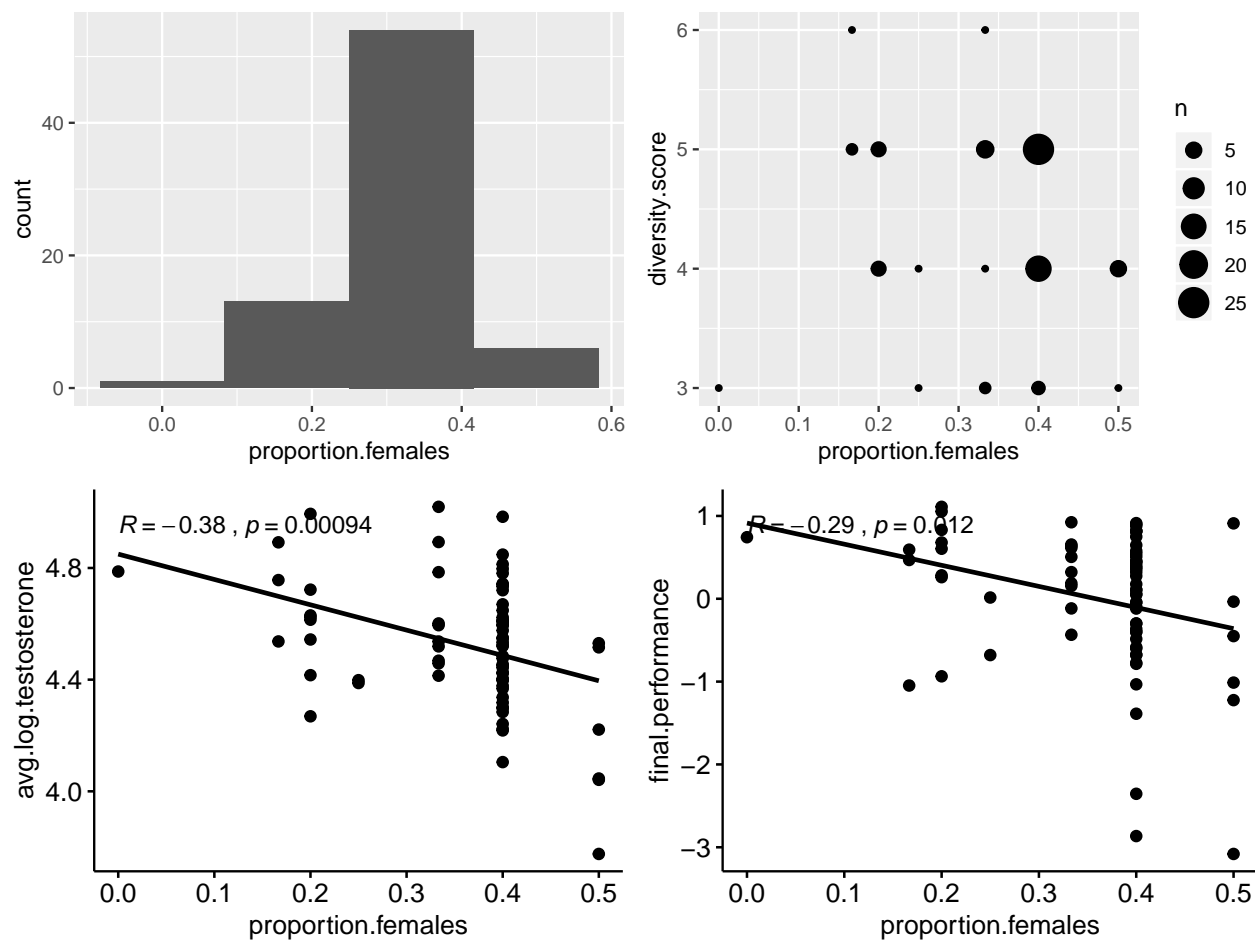 count
40
20
0
0.0 0.2 0.4 0.6
proportion.females
diversity.score
6
5
4
3
0.0 0.1 0.2 0.3 0.4 0.5
proportion.females
n
5
10
15
20
25
avg.log.testosterone
R = −0.38 , p = 0.00094
4.8
4.4
4.0
0.0 0.1 0.2 0.3 0.4 0.5
proportion.females
final.performance
R = −0.29 , p = 0.012
1
0
−1
−2
−3
0.0 0.1 0.2 0.3 0.4 0.5
proportion.females